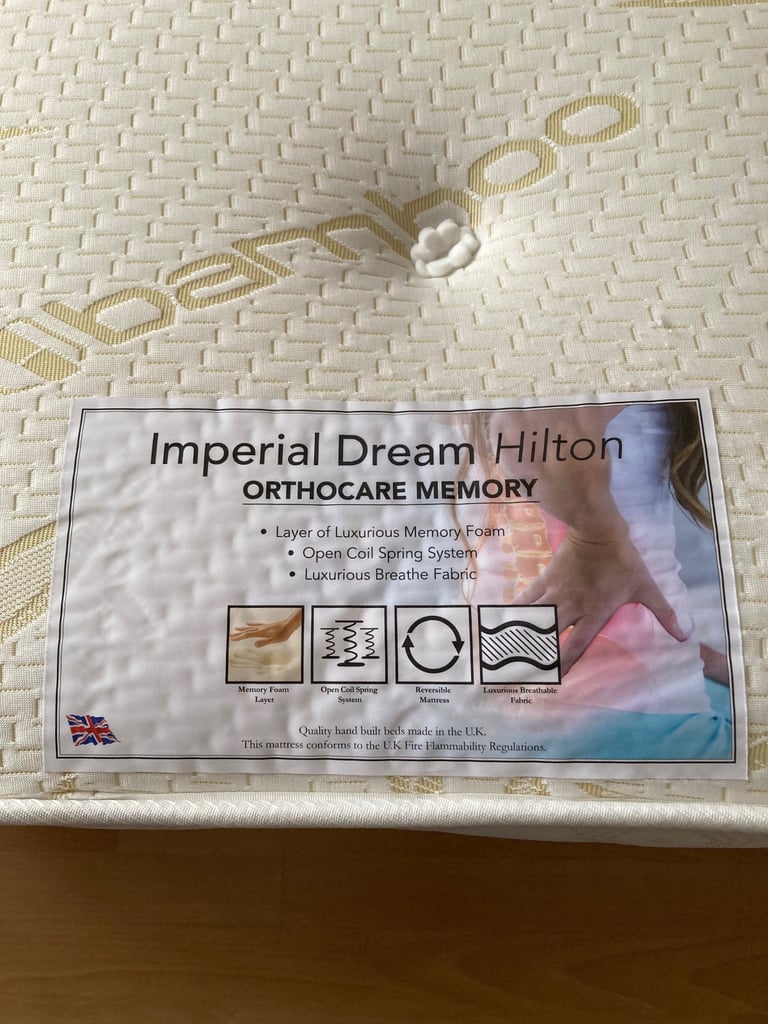 bamboo
Imperial Dream Hilton
ORTHOCARE MEMORY
• Layer of Luxurious Memory Foam
• Open Coil Spring System
• Luxurious Breathe Fabric
Memory Foam Layer
Open Coil Spring System
Reversible Mattress
Luxurious Breathable Fabric
Quality hand built beds made in the U.K.
This mattress conforms to the U.K Fire Flammability Regulations.